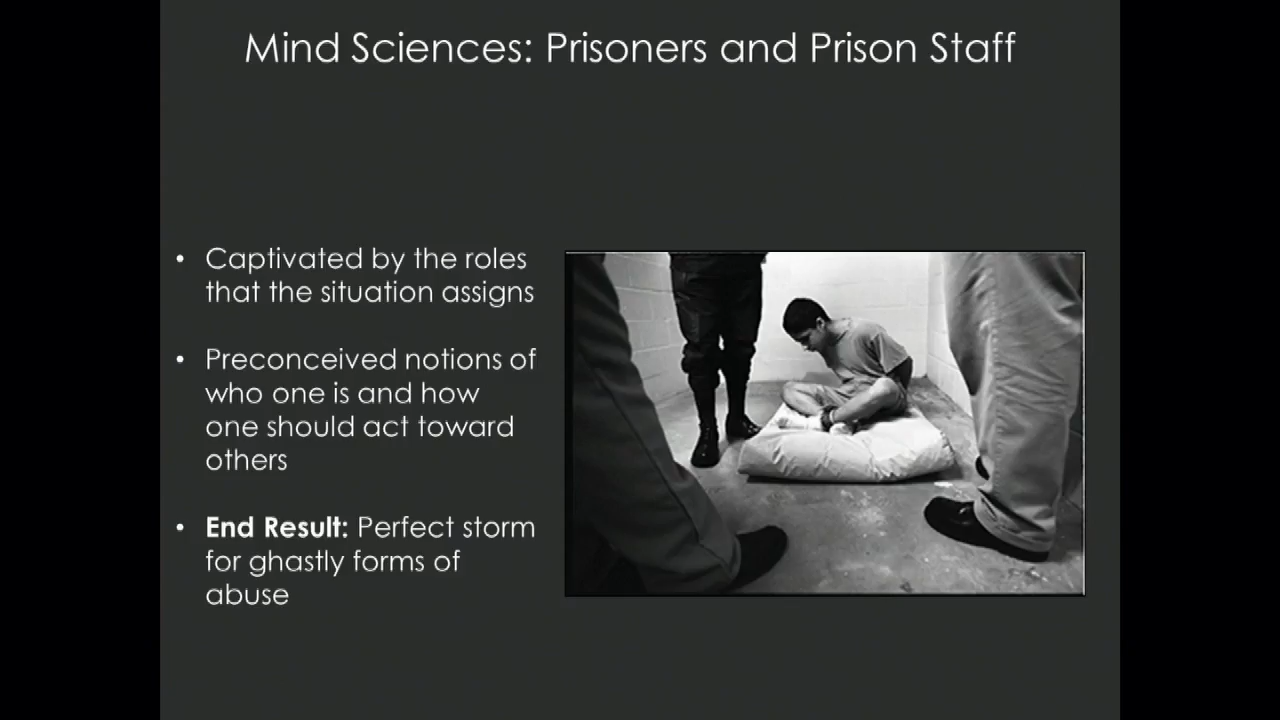 Mind Sciences: Prisoners and Prison Staff
• Captivated by the roles
that the situation assigns
• Preconceived notions of
who one is and how
one should act toward
others
• End Result: Perfect storm
for ghastly forms of
abuse